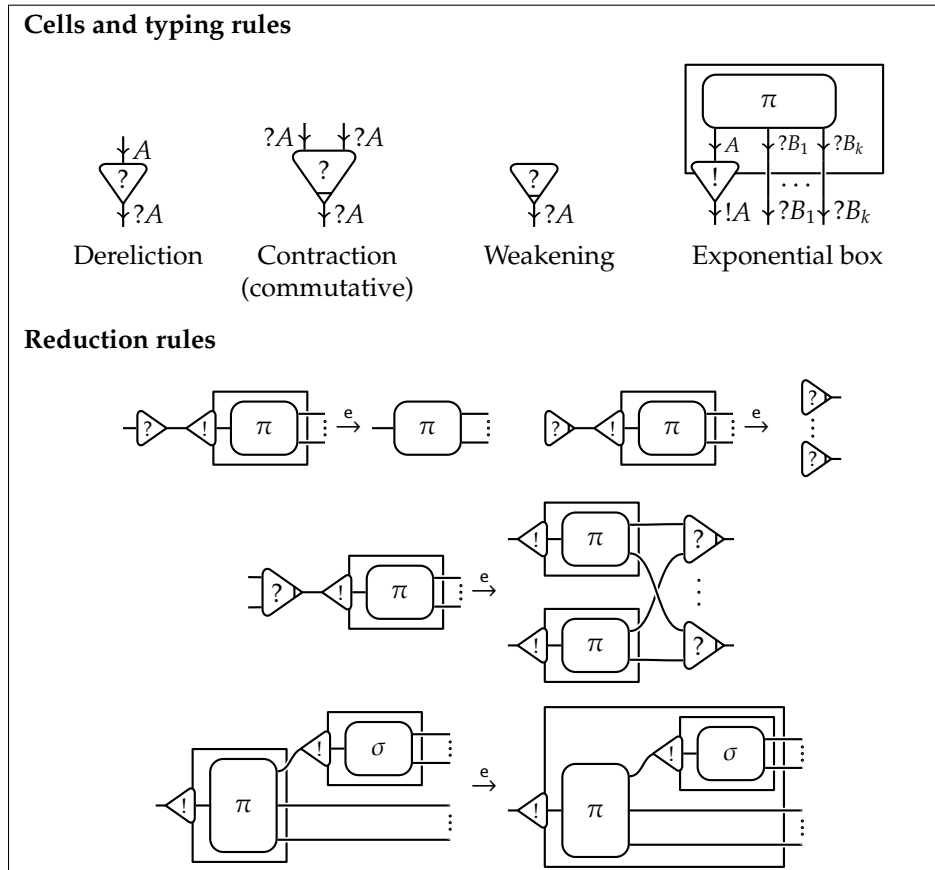 Cells and typing rules
π
A ?B₁ ?Bₖ
?A ?A
A
? ? ? !
· · ·
?A ?A ?A !A ?B₁ ?Bₖ
Dereliction Contraction Weakening Exponential box
(commutative)
Reduction rules
? ! π e→ π ? ! π e→ ?
?
! π ?
? ! π e→
! π ?
! σ ! σ
! π e→ ! π